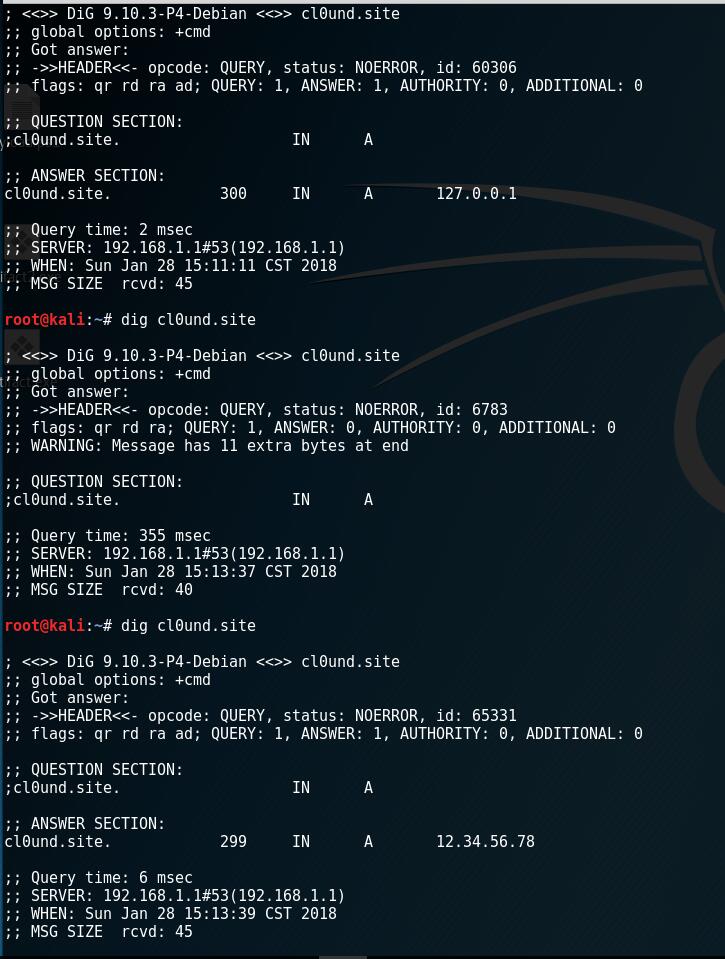 ; <<>> DiG 9.10.3-P4-Debian <<>> cl0und.site
;; global options: +cmd
;; Got answer:
;; ->>HEADER<<- opcode: QUERY, status: NOERROR, id: 60306
;; flags: qr rd ra ad; QUERY: 1, ANSWER: 1, AUTHORITY: 0, ADDITIONAL: 0
;; QUESTION SECTION:
;cl0und.site. IN A
;; ANSWER SECTION:
cl0und.site. 300 IN A 127.0.0.1
;; Query time: 2 msec
;; SERVER: 192.168.1.1#53(192.168.1.1)
;; WHEN: Sun Jan 28 15:11:11 CST 2018
;; MSG SIZE rcvd: 45
root@kali:~# dig cl0und.site
; <<>> DiG 9.10.3-P4-Debian <<>> cl0und.site
;; global options: +cmd
;; Got answer:
;; ->>HEADER<<- opcode: QUERY, status: NOERROR, id: 6783
;; flags: qr rd ra; QUERY: 1, ANSWER: 0, AUTHORITY: 0, ADDITIONAL: 0
;; WARNING: Message has 11 extra bytes at end
;; QUESTION SECTION:
;cl0und.site. IN A
;; Query time: 355 msec
;; SERVER: 192.168.1.1#53(192.168.1.1)
;; WHEN: Sun Jan 28 15:13:37 CST 2018
;; MSG SIZE rcvd: 40
root@kali:~# dig cl0und.site
; <<>> DiG 9.10.3-P4-Debian <<>> cl0und.site
;; global options: +cmd
;; Got answer:
;; ->>HEADER<<- opcode: QUERY, status: NOERROR, id: 65331
;; flags: qr rd ra ad; QUERY: 1, ANSWER: 1, AUTHORITY: 0, ADDITIONAL: 0
;; QUESTION SECTION:
;cl0und.site. IN A
;; ANSWER SECTION:
cl0und.site. 299 IN A 12.34.56.78
;; Query time: 6 msec
;; SERVER: 192.168.1.1#53(192.168.1.1)
;; WHEN: Sun Jan 28 15:13:39 CST 2018
;; MSG SIZE rcvd: 45